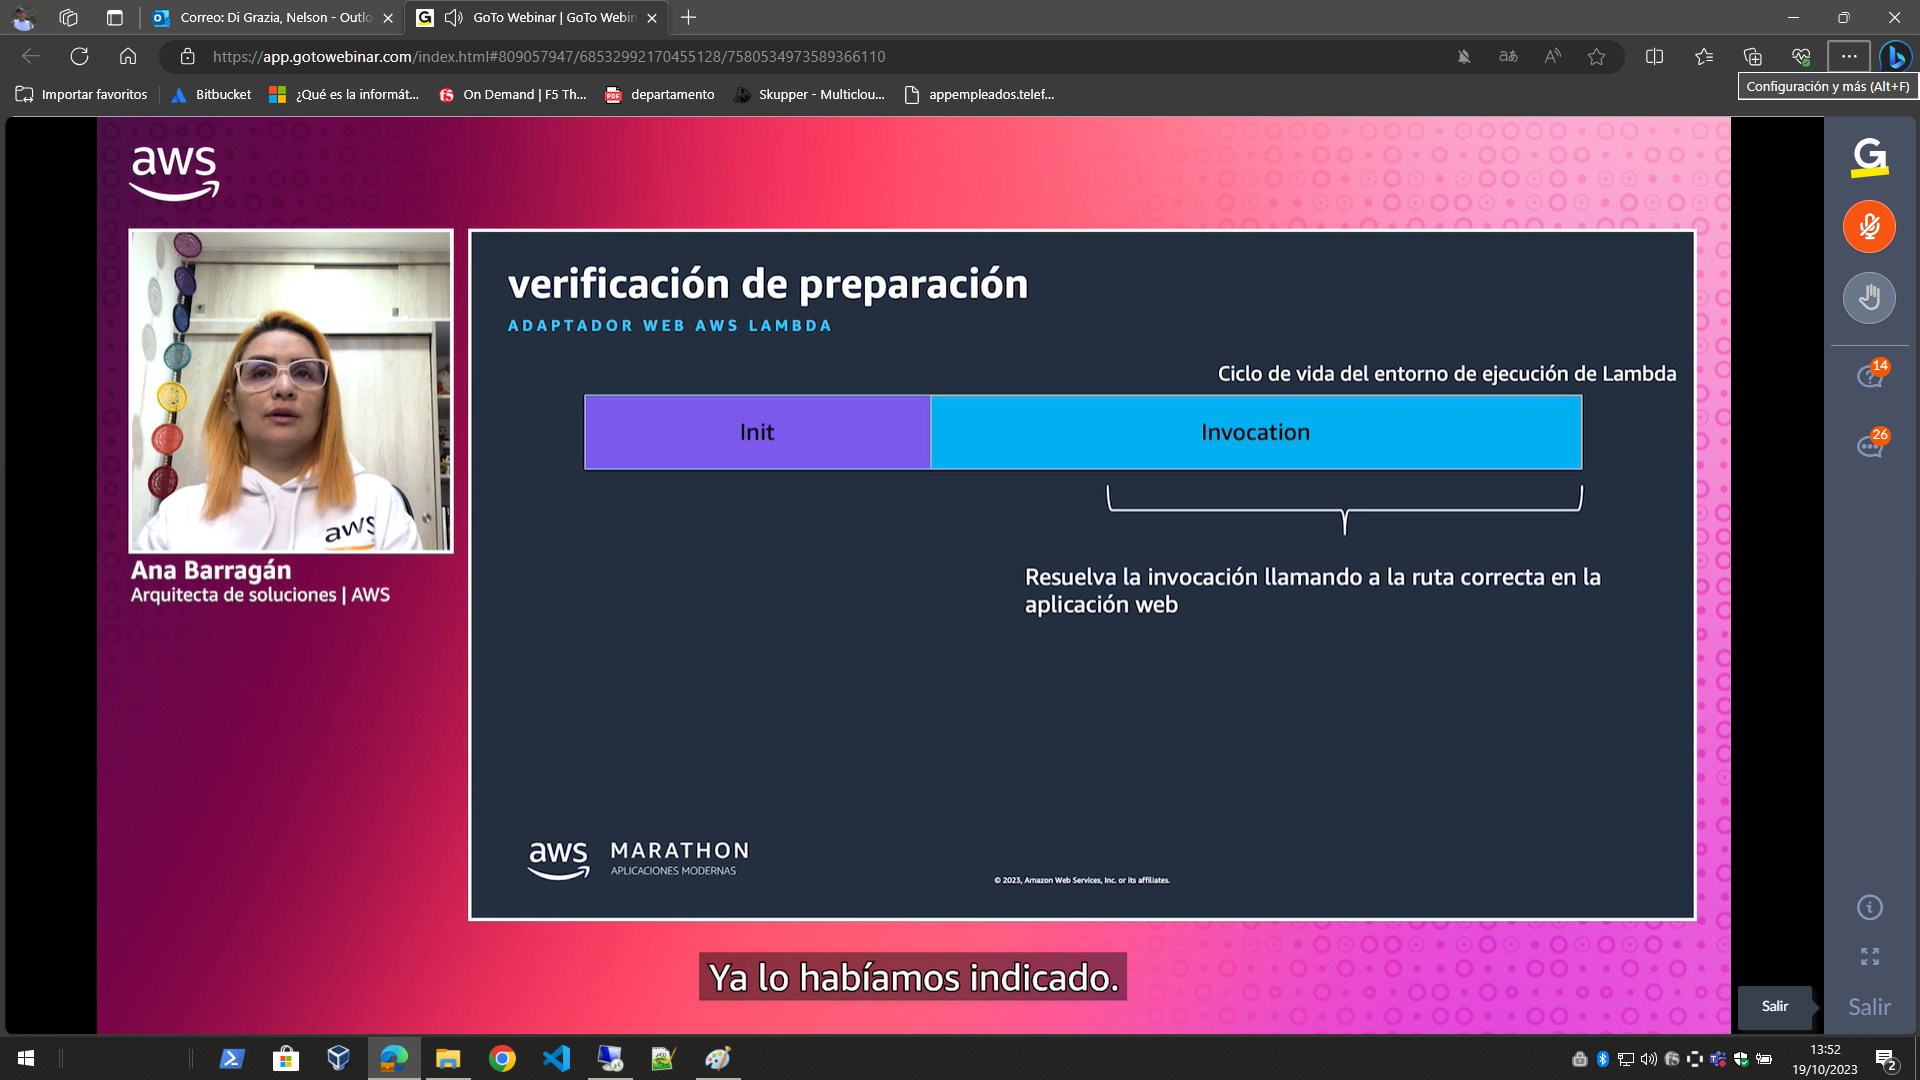 Correo: Di Grazia, Nelson - Outlo
GoTo Webinar | GoTo Webin
https://app.gotowebinar.com/index.html#809057947/68532992170455128/7580534973589366110
Configuración y más (Alt+F)
Importar favoritos
Bitbucket
¿Qué es la informát...
On Demand | F5 Th...
departamento
Skupper - Multiclou...
appempleados.telef...
aws
verificación de preparación
ADAPTADOR WEB AWS LAMBDA
Ciclo de vida del entorno de ejecución de Lambda
Init
Invocation
Resuelva la invocación llamando a la ruta correcta en la
aplicación web
aws
Ana Barragán
Arquitecta de soluciones | AWS
aws
MARATHON
APLICACIONES MODERNAS
© 2023, Amazon Web Services, Inc. or its affiliates.
Ya lo habíamos indicado.
G
14
26
Salir
Salir
13:52
19/10/2023
2